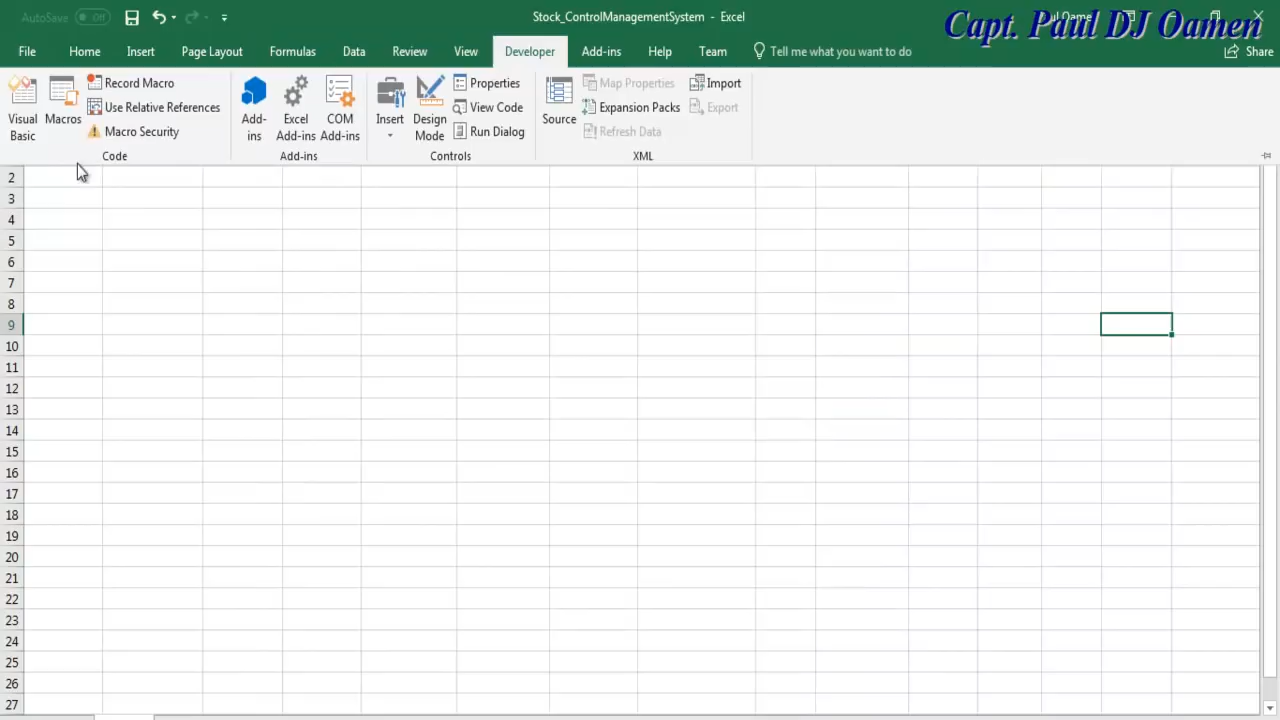 AutoSave Off Stock_ControlManagementSystem - Excel
Capt. Paul DJ Oamen
File Home Insert Page Layout Formulas Data Review View Developer Add-ins Help Team Tell me what you want to do Share
Visual Basic
Macros
Record Macro
Use Relative References
Macro Security
Code
Add-ins
Excel Add-ins
COM Add-ins
Add-ins
Insert
Design Mode
Properties
View Code
Run Dialog
Controls
Source
Map Properties
Expansion Packs
Refresh Data
Import
Export
XML
2
3
4
5
6
7
8
9
10
11
12
13
14
15
16
17
18
19
20
21
22
23
24
25
26
27